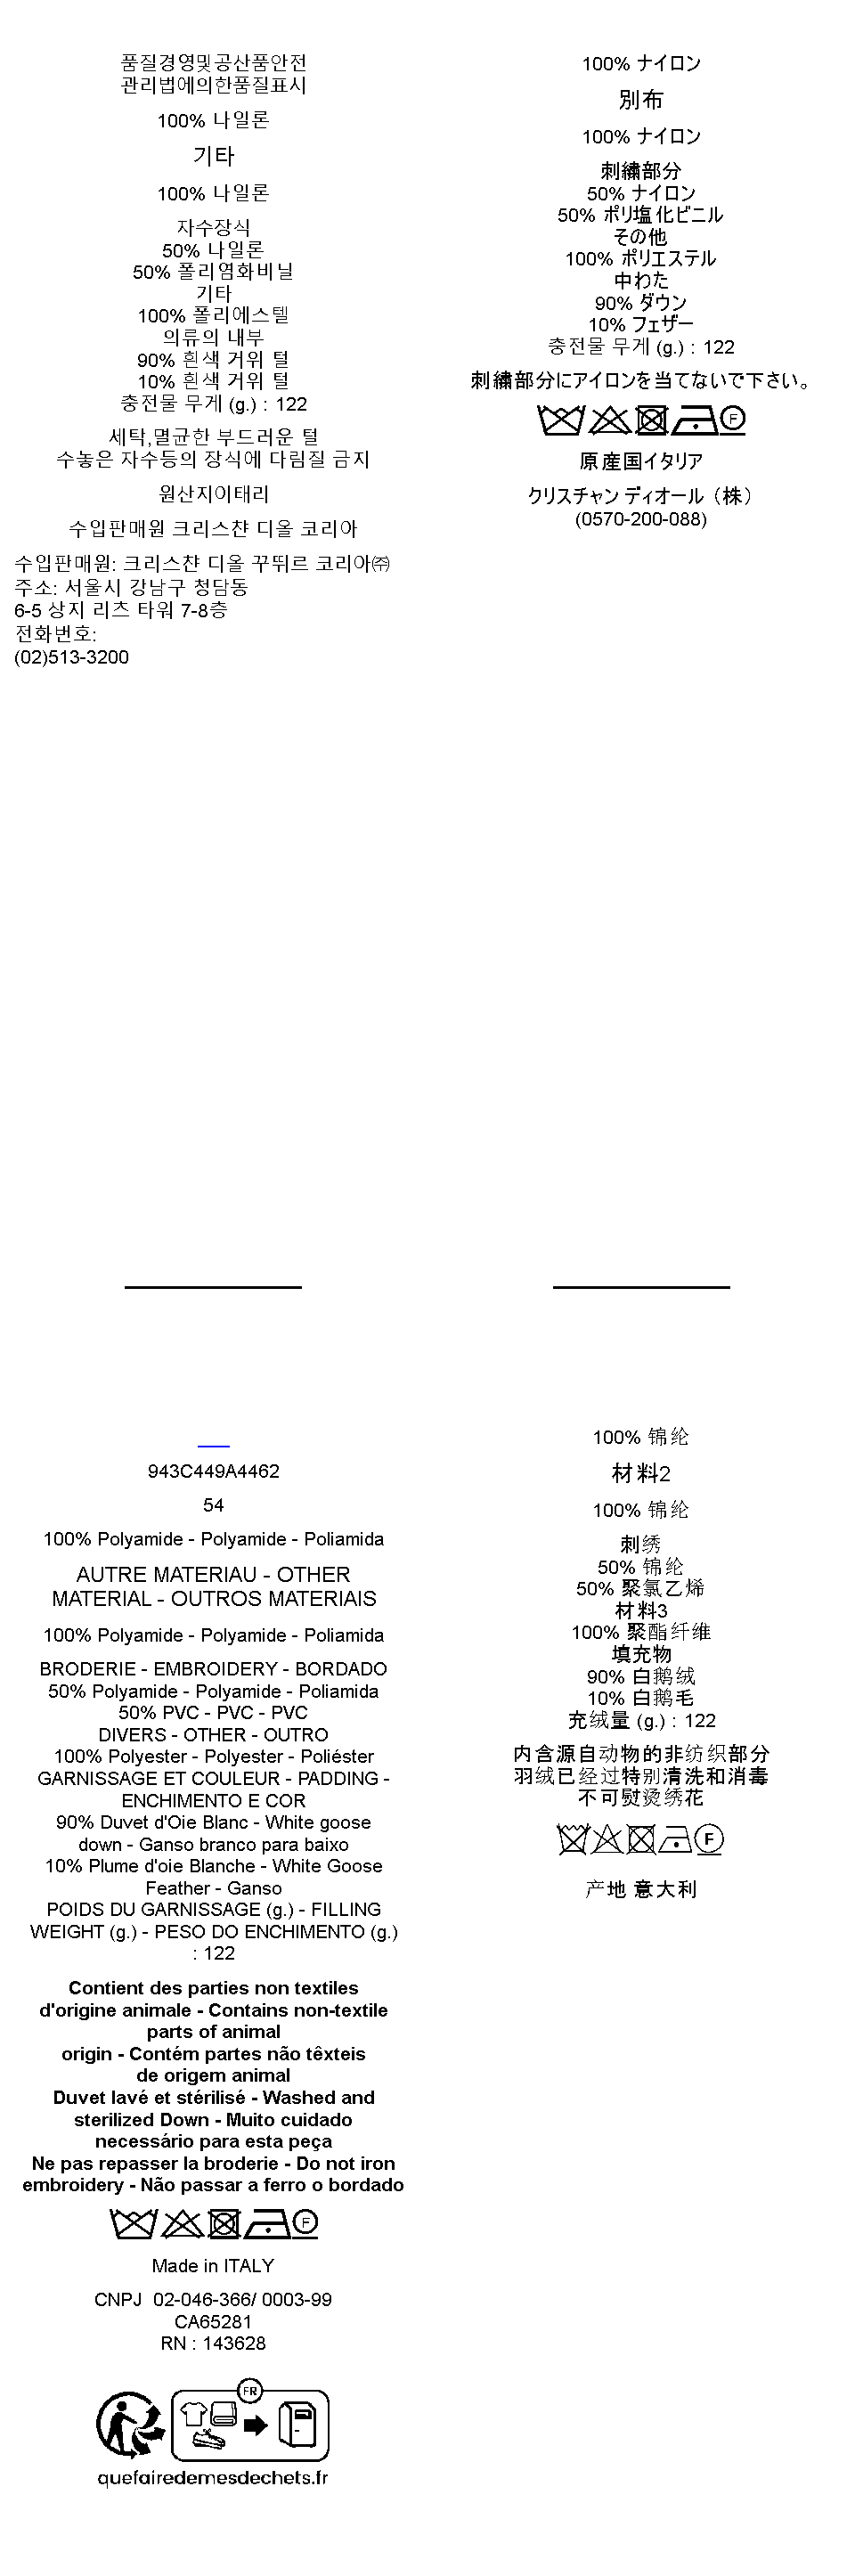 품질경영및공산품안전
관리법에의한품질표시
100% 나일론
기타
100% 나일론
자수장식
50% 나일론
50% 폴리염화비닐
기타
100% 폴리에스텔
의류의 내부
90% 흰색 거위 털
10% 흰색 거위 털
충전물 무게 (g.) : 122
세탁,멸균한 부드러운 털
수놓은 자수등의 장식에 다림질 금지
원산지이태리
수입판매원 크리스챤 디올 코리아
수입판매원: 크리스챤 디올 꾸뛰르 코리아㈜
주소: 서울시 강남구 청담동
6-5 상지 리츠 타워 7-8층
전화번호:
(02)513-3200
100% ナイロン
別布
100% ナイロン
刺繍部分
50% ナイロン
50% ポリ塩化ビニル
その他
100% ポリエステル
中わた
90% ダウン
10% フェザー
충전물 무게 (g.) : 122
刺繍部分にアイロンを当てないで下さい。
F
原産国イタリア
クリスチャン ディオール（株）
(0570-200-088)
943C449A4462
54
100% Polyamide - Polyamide - Poliamida
AUTRE MATERIAU - OTHER
MATERIAL - OUTROS MATERIAIS
100% Polyamide - Polyamide - Poliamida
BRODERIE - EMBROIDERY - BORDADO
50% Polyamide - Polyamide - Poliamida
50% PVC - PVC - PVC
DIVERS - OTHER - OUTRO
100% Polyester - Polyester - Poliéster
GARNISSAGE ET COULEUR - PADDING -
ENCHIMENTO E COR
90% Duvet d'Oie Blanc - White goose
down - Ganso branco para baixo
10% Plume d'oie Blanche - White Goose
Feather - Ganso
POIDS DU GARNISSAGE (g.) - FILLING
WEIGHT (g.) - PESO DO ENCHIMENTO (g.)
: 122
Contient des parties non textiles
d'origine animale - Contains non-textile
parts of animal
origin - Contém partes não têxteis
de origem animal
Duvet lavé et stérilisé - Washed and
sterilized Down - Muito cuidado
necessário para esta peça
Ne pas repasser la broderie - Do not iron
embroidery - Não passar a ferro o bordado
F
Made in ITALY
CNPJ 02-046-366/ 0003-99
CA65281
RN : 143628
FR
quefairedemesdechets.fr
100% 锦纶
材料2
100% 锦纶
刺绣
50% 锦纶
50% 聚氯乙烯
材料3
100% 聚酯纤维
填充物
90% 白鹅绒
10% 白鹅毛
充绒量 (g.) : 122
内含源自动物的非纺织部分
羽绒已经过特别清洗和消毒
不可熨烫绣花
F
产地 意大利